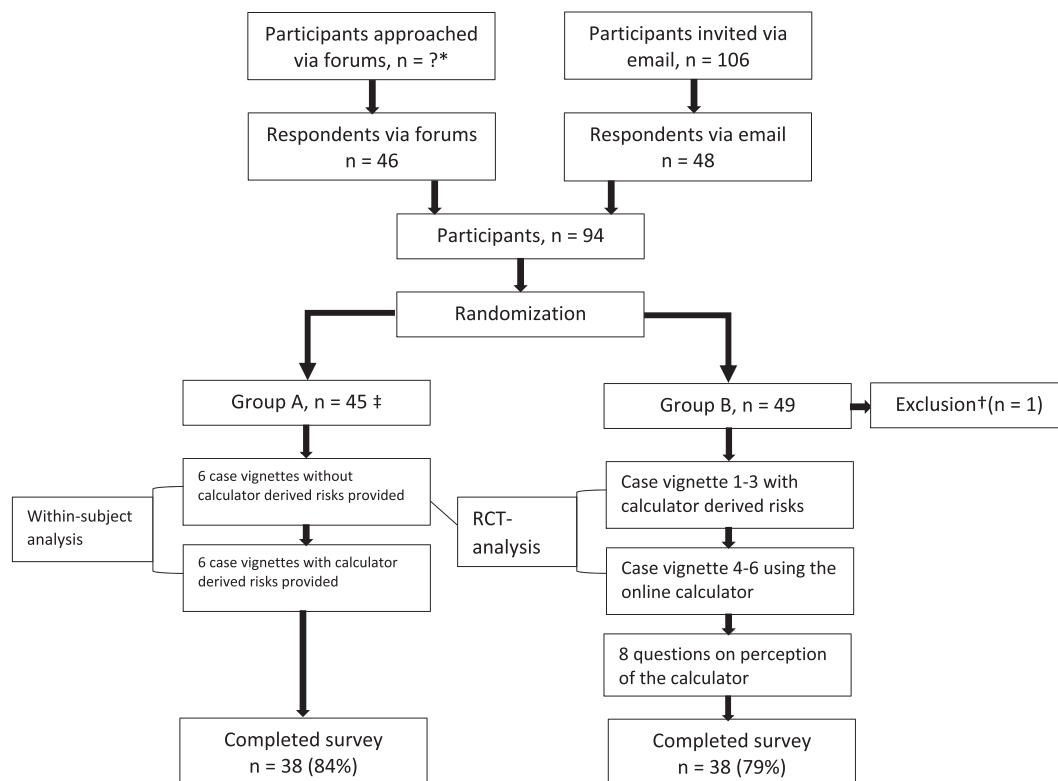 Participants approached
via forums, n = ?*
Participants invited via
email, n = 106
Respondents via forums
n = 46
Respondents via email
n = 48
Participants, n = 94
Randomization
Group A, n = 45 ‡
Group B, n = 49
Exclusion†(n = 1)
6 case vignettes without
calculator derived risks provided
Within-subject
analysis
6 case vignettes with calculator
derived risks provided
RCT-
analysis
Case vignette 1-3 with
calculator derived risks
Case vignette 4-6 using the
online calculator
8 questions on perception
of the calculator
Completed survey
n = 38 (84%)
Completed survey
n = 38 (79%)